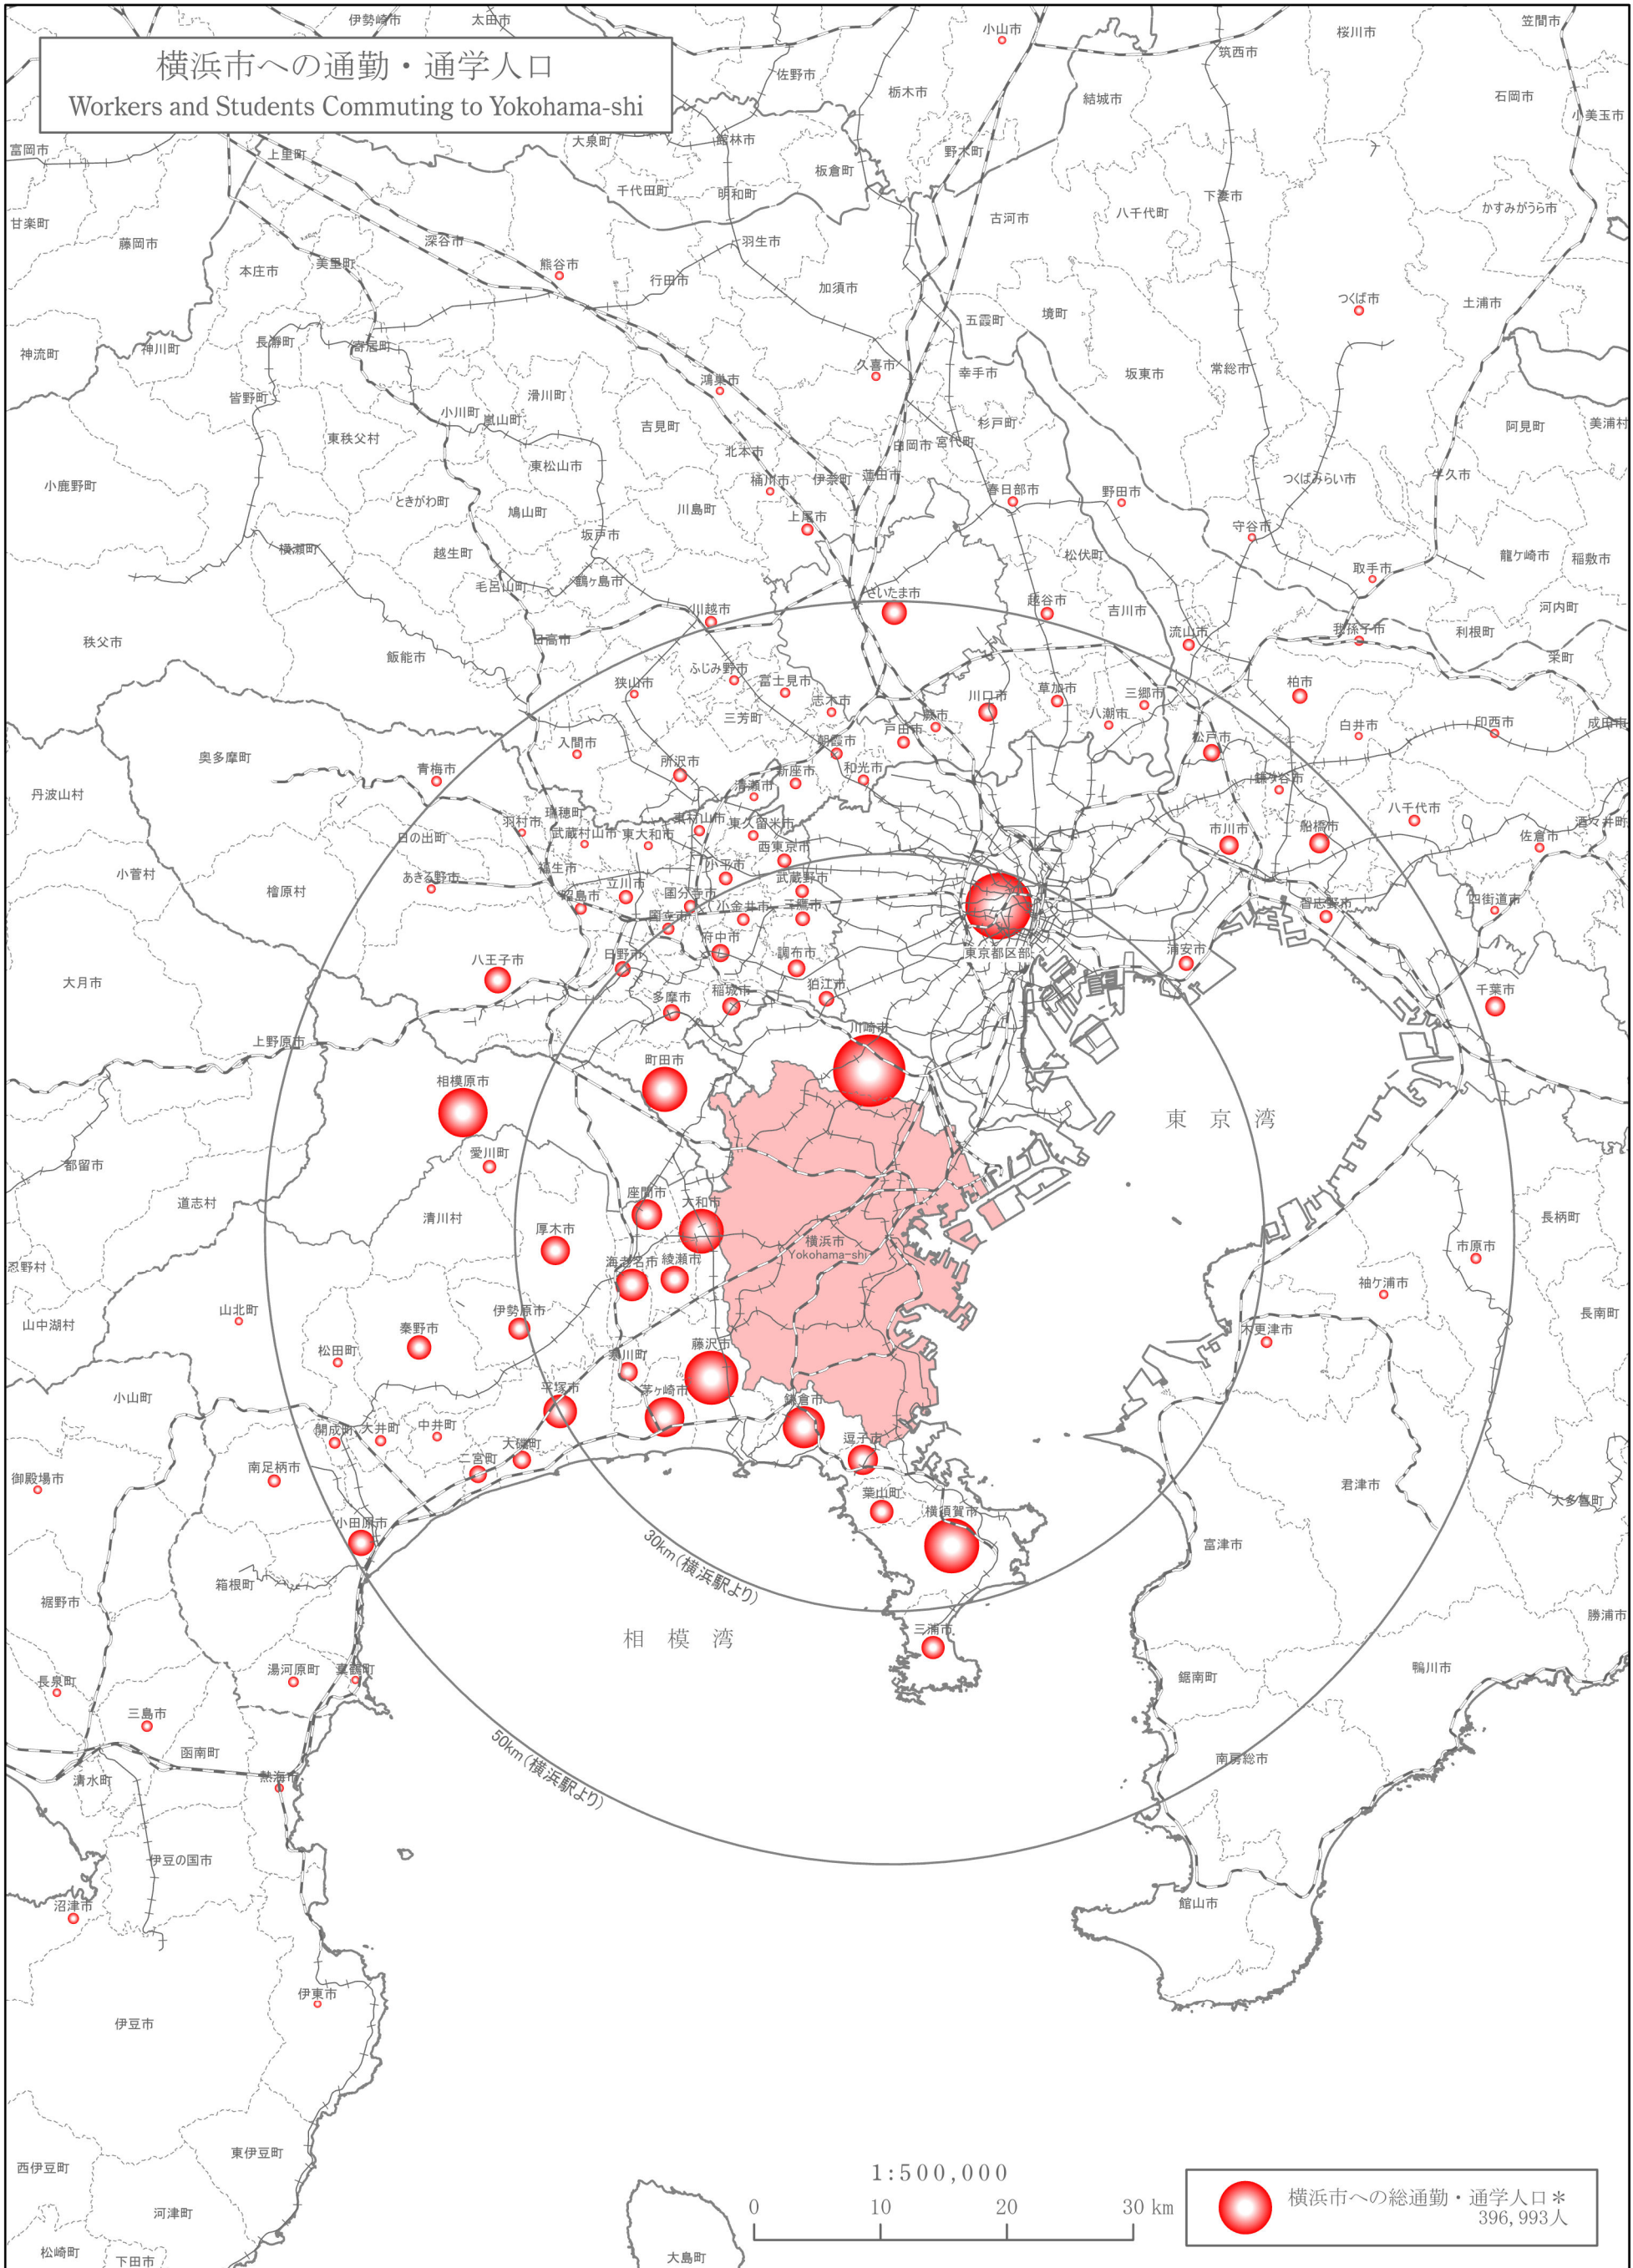 横浜市への通勤・通学人口
Workers and Students Commuting to Yokohama-shi
伊勢崎市
太田市
小山市
笠間市
桜川市
筑西市
佐野市
栃木市
結城市
石岡市
小美玉市
富岡市
上里町
大泉町
館林市
野木町
板倉町
千代田町
明和町
下妻市
甘楽町
藤岡市
深谷市
羽生市
古河市
八千代町
かすみがうら市
本庄市
美里町
熊谷市
行田市
加須市
つくば市
土浦市
五霞町
境町
神流町
神川町
長瀞町
寄居町
久喜市
幸手市
坂東市
常総市
鴻巣市
皆野町
滑川町
小川町
嵐山町
吉見町
杉戸町
阿見町
美浦村
東秩父村
北本市
白岡市
宮代町
東松山市
桶川市
伊奈町
蓮田市
つくばみらい市
牛久市
小鹿野町
ときがわ町
鳩山町
川島町
春日部市
野田市
上尾市
坂戸市
守谷市
横瀬町
越生町
松伏町
龍ケ崎市
稲敷市
毛呂山町
鶴ヶ島市
取手市
さいたま市
越谷市
川越市
吉川市
河内町
秩父市
日高市
流山市
我孫子市
利根町
飯能市
栄町
ふじみ野市
狭山市
富士見市
柏市
志木市
川口市
草加市
三郷市
三芳町
八潮市
蕨市
白井市
印西市
成田市
戸田市
松戸市
奥多摩町
入間市
朝霞市
青梅市
所沢市
新座市
和光市
鎌ケ谷市
丹波山村
清瀬市
八千代市
瑞穂町
羽村市
武蔵村山市
東大和市
東村山市
東久留米市
市川市
船橋市
佐倉市
酒々井町
日の出町
西東京市
小菅村
福生市
小平市
あきる野市
武蔵野市
檜原村
立川市
昭島市
国分寺市
小金井市
三鷹市
習志野市
四街道市
国立市
府中市
東京都区部
浦安市
八王子市
日野市
調布市
大月市
稲城市
狛江市
千葉市
多摩市
川崎市
上野原市
町田市
相模原市
東京湾
愛川町
都留市
座間市
大和市
道志村
清川村
厚木市
横浜市
Yokohama-shi
長柄町
市原市
海老名市
綾瀬市
忍野村
袖ケ浦市
山北町
伊勢原市
山中湖村
長南町
秦野市
木更津市
松田町
寒川町
藤沢市
小山町
平塚市
茅ヶ崎市
鎌倉市
開成町
大井町
中井町
逗子市
大磯町
二宮町
南足柄市
御殿場市
君津市
葉山町
大多喜町
横須賀市
小田原市
30km(横浜駅より)
富津市
箱根町
裾野市
勝浦市
相模湾
三浦市
湯河原町
真鶴町
長泉町
鋸南町
鴨川市
三島市
50km(横浜駅より)
函南町
南房総市
清水町
熱海市
伊豆の国市
沼津市
館山市
伊東市
伊豆市
東伊豆町
西伊豆町
河津町
松崎町
下田市
大島町
1:500,000
0 10 20 30 km
横浜市への総通勤・通学人口＊
396,993人